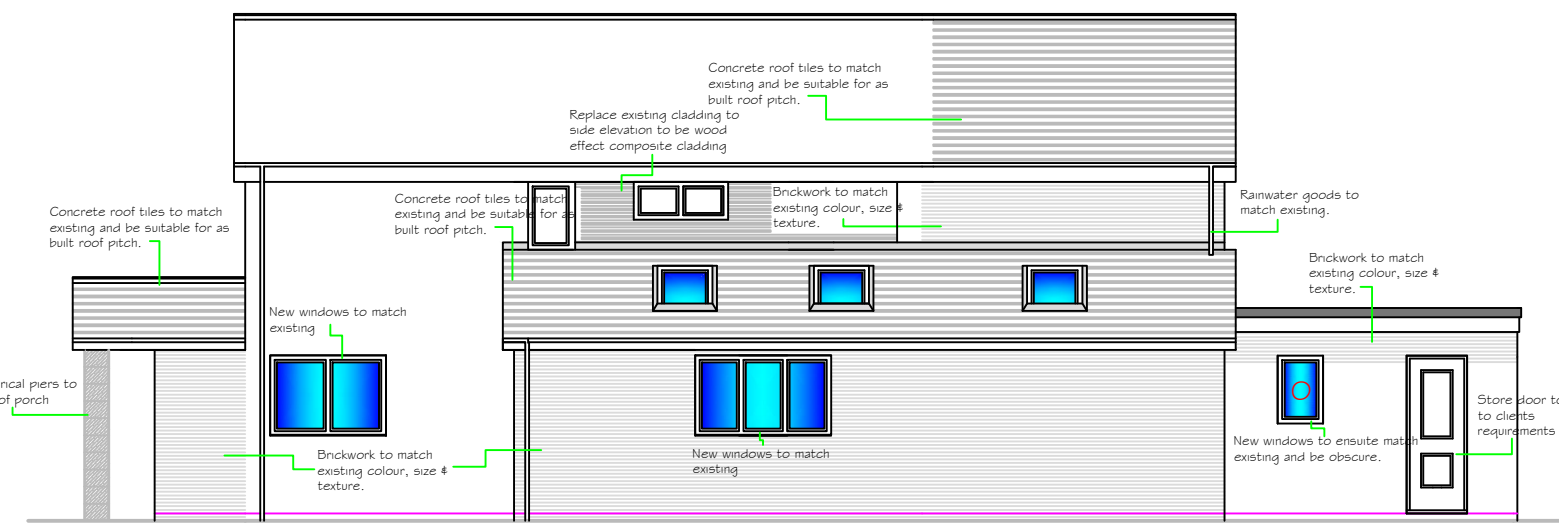 Concrete roof tiles to match
existing and be suitable for as
built roof pitch.
Replace existing cladding to
side elevation to be wood
effect composite cladding
Concrete roof tiles to match
existing and be suitable for as
built roof pitch.
Brickwork to match
existing colour, size &
texture.
Rainwater goods to
match existing.
Concrete roof tiles to match
existing and be suitable for as
built roof pitch.
Brickwork to match
existing colour, size &
texture.
New windows to match
existing
piers to
of porch
Store door to
to clients
requirements
New windows to ensuite match
existing and be obscure.
Brickwork to match
existing colour, size &
texture.
New windows to match
existing